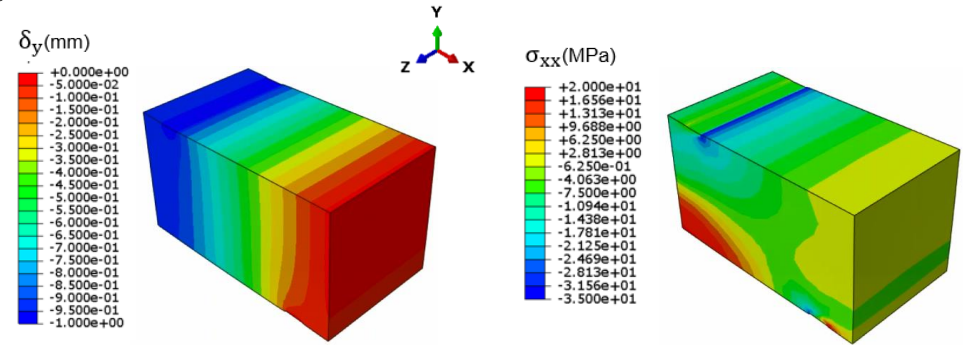 δy(mm)
+0.000e+00
-5.000e-02
-1.000e-01
-1.500e-01
-2.000e-01
-2.500e-01
-3.000e-01
-3.500e-01
-4.000e-01
-4.500e-01
-5.000e-01
-5.500e-01
-6.000e-01
-6.500e-01
-7.000e-01
-7.500e-01
-8.000e-01
-8.500e-01
-9.000e-01
-9.500e-01
-1.000e+00
Y
Z
X
σxx(MPa)
+2.000e+01
+1.656e+01
+1.313e+01
+9.688e+00
+6.250e+00
+2.813e+00
-6.250e-01
-4.063e+00
-7.500e+00
-1.094e+01
-1.438e+01
-1.781e+01
-2.125e+01
-2.469e+01
-2.813e+01
-3.156e+01
-3.500e+01